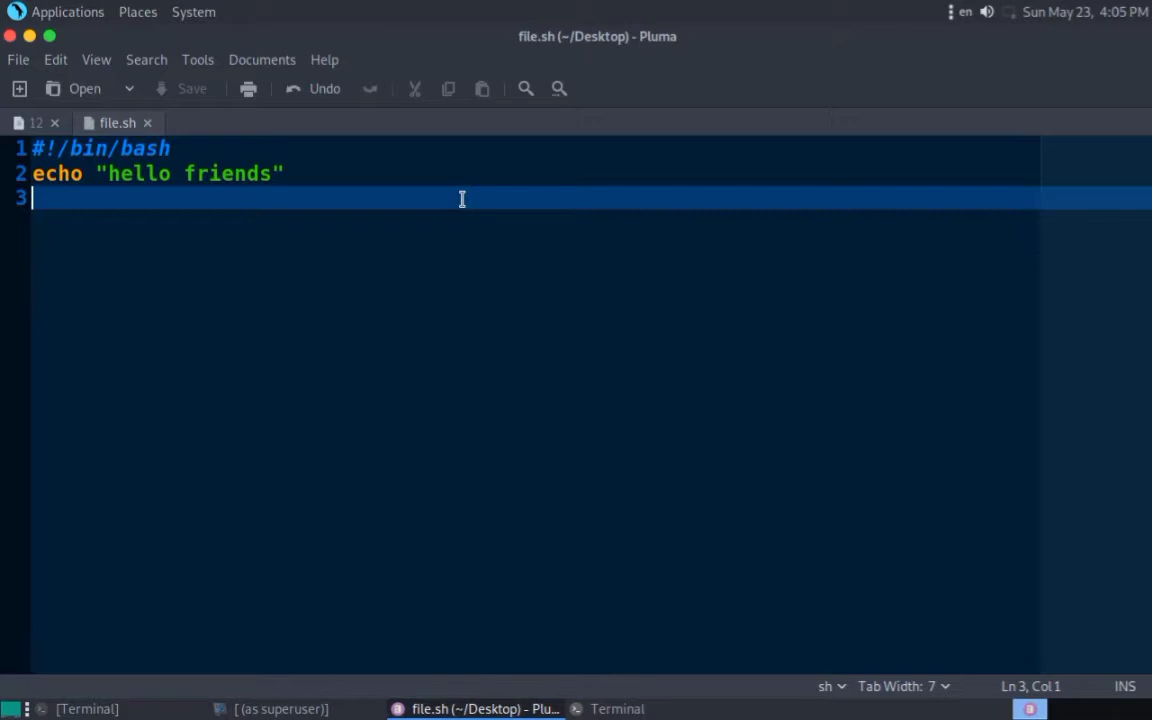 Applications Places System en Sun May 23, 4:05 PM
file.sh (~/Desktop) - Pluma
File Edit View Search Tools Documents Help
Open Save Undo
12 file.sh
1 #!/bin/bash
2 echo "hello friends"
3
sh Tab Width: 7 Ln 3, Col 1 INS
[Terminal] [ (as superuser)] file.sh (~/Desktop) - Plu... Terminal